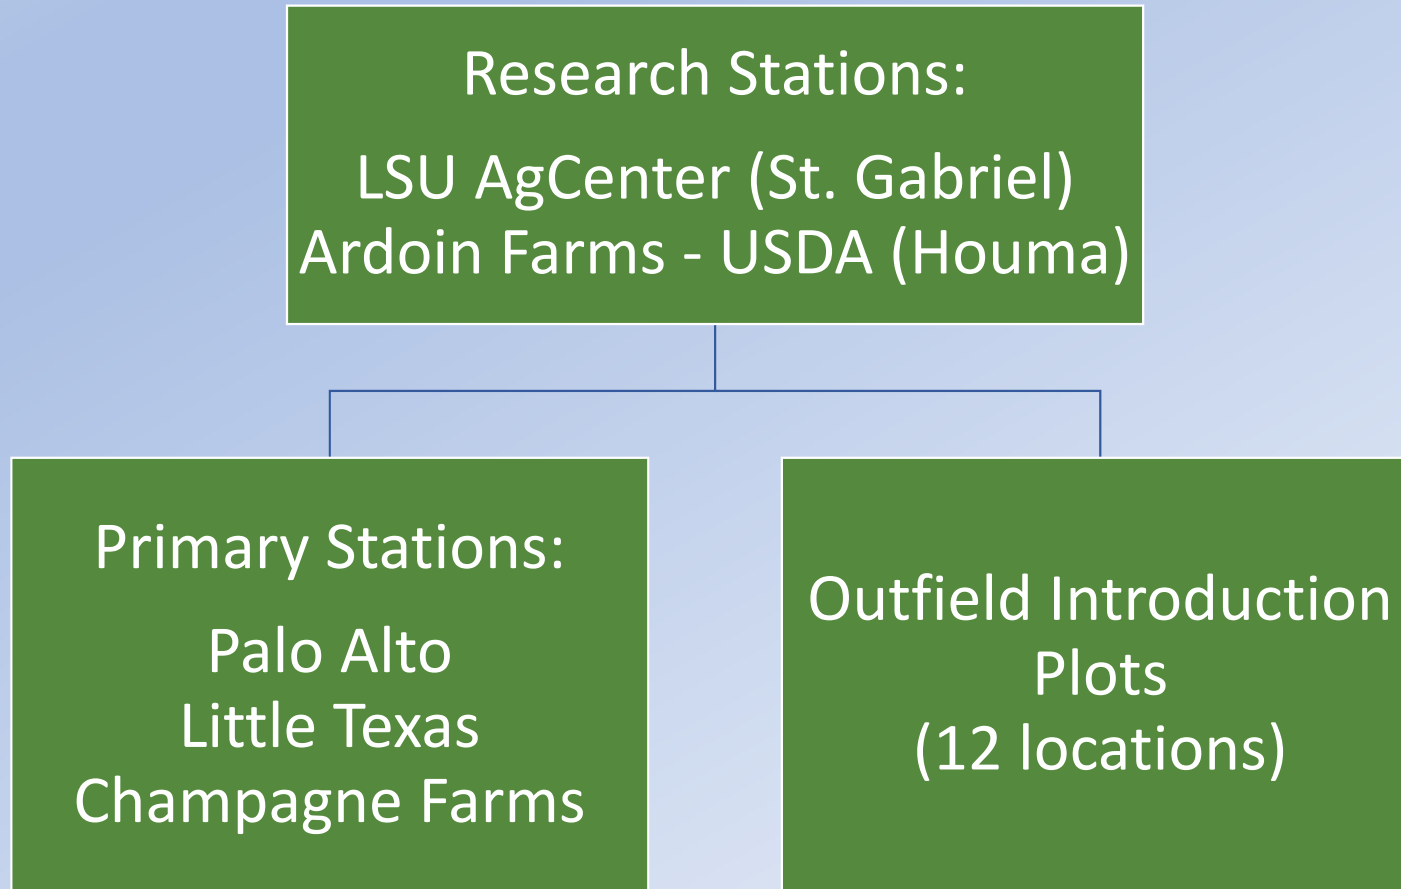 Research Stations:
LSU AgCenter (St. Gabriel)
Ardoin Farms - USDA (Houma)
Primary Stations:
Palo Alto
Little Texas
Champagne Farms
Outfield Introduction
Plots
(12 locations)